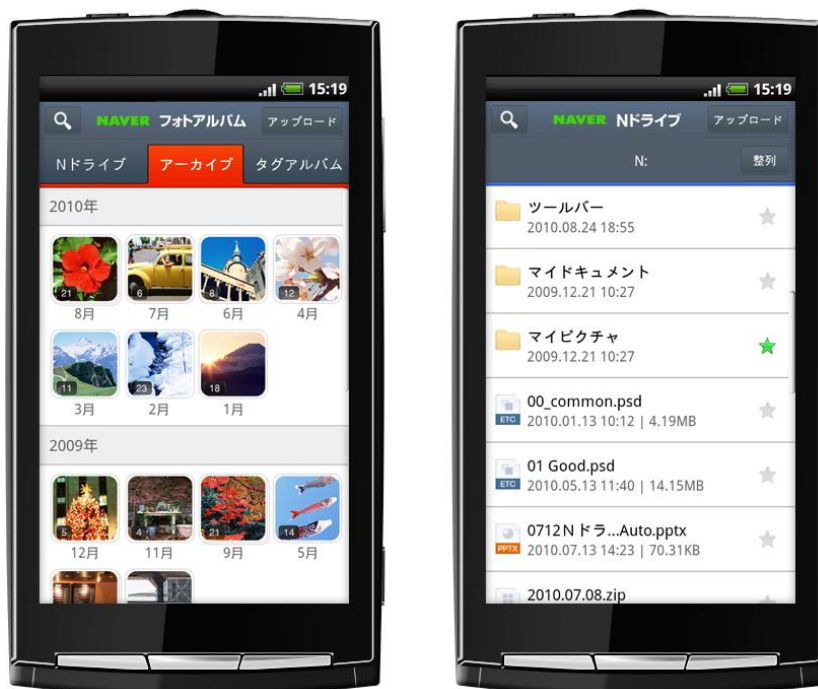 15:19
NAVER フォトアルバム アップロード
Nドライブ アーカイブ タグアルバム
2010年
21 6 8 12
8月 7月 6月 4月
11 23 18
3月 2月 1月
2009年
5 4 21 14
12月 11月 9月 5月
15:19
NAVER Nドライブ アップロード
N: 整列
ツールバー
2010.08.24 18:55
マイドキュメント
2009.12.21 10:27
マイピクチャ
2009.12.21 10:27
00_common.psd
ETC 2010.01.13 10:12 | 4.19MB
01 Good.psd
ETC 2010.05.13 11:40 | 14.15MB
0712N ドラ...Auto.pptx
PPTX 2010.07.13 14:23 | 70.31KB
2010.07.08.zip